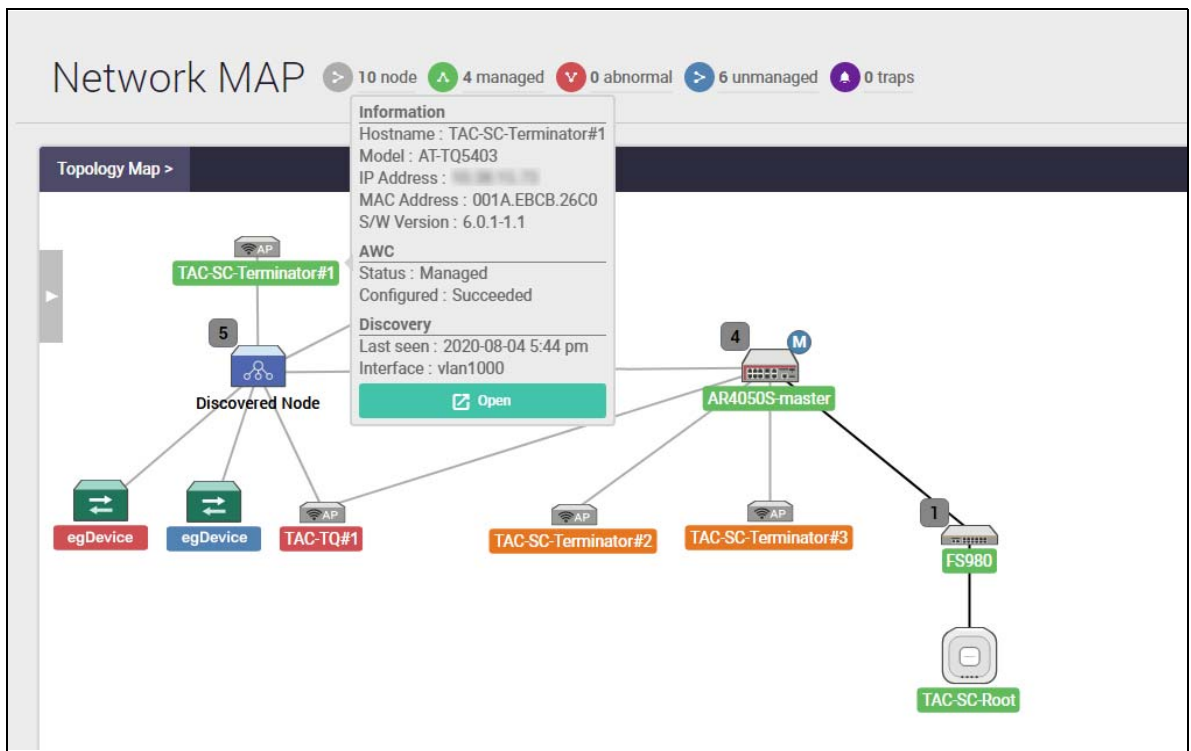 Network MAP
10 node
4 managed
0 abnormal
6 unmanaged
0 traps
Topology Map >
Information
Hostname : TAC-SC-Terminator#1
Model : AT-TQ5403
IP Address :
MAC Address : 001A.EBCB.26C0
S/W Version : 6.0.1-1.1
AWC
Status : Managed
Configured : Succeeded
Discovery
Last seen : 2020-08-04 5:44 pm
Interface : vlan1000
Open
AP
TAC-SC-Terminator#1
5
Discovered Node
4
M
AR4050S-master
egDevice
egDevice
AP
TAC-TQ#1
AP
TAC-SC-Terminator#2
AP
TAC-SC-Terminator#3
1
FS980
TAC-SC-Root